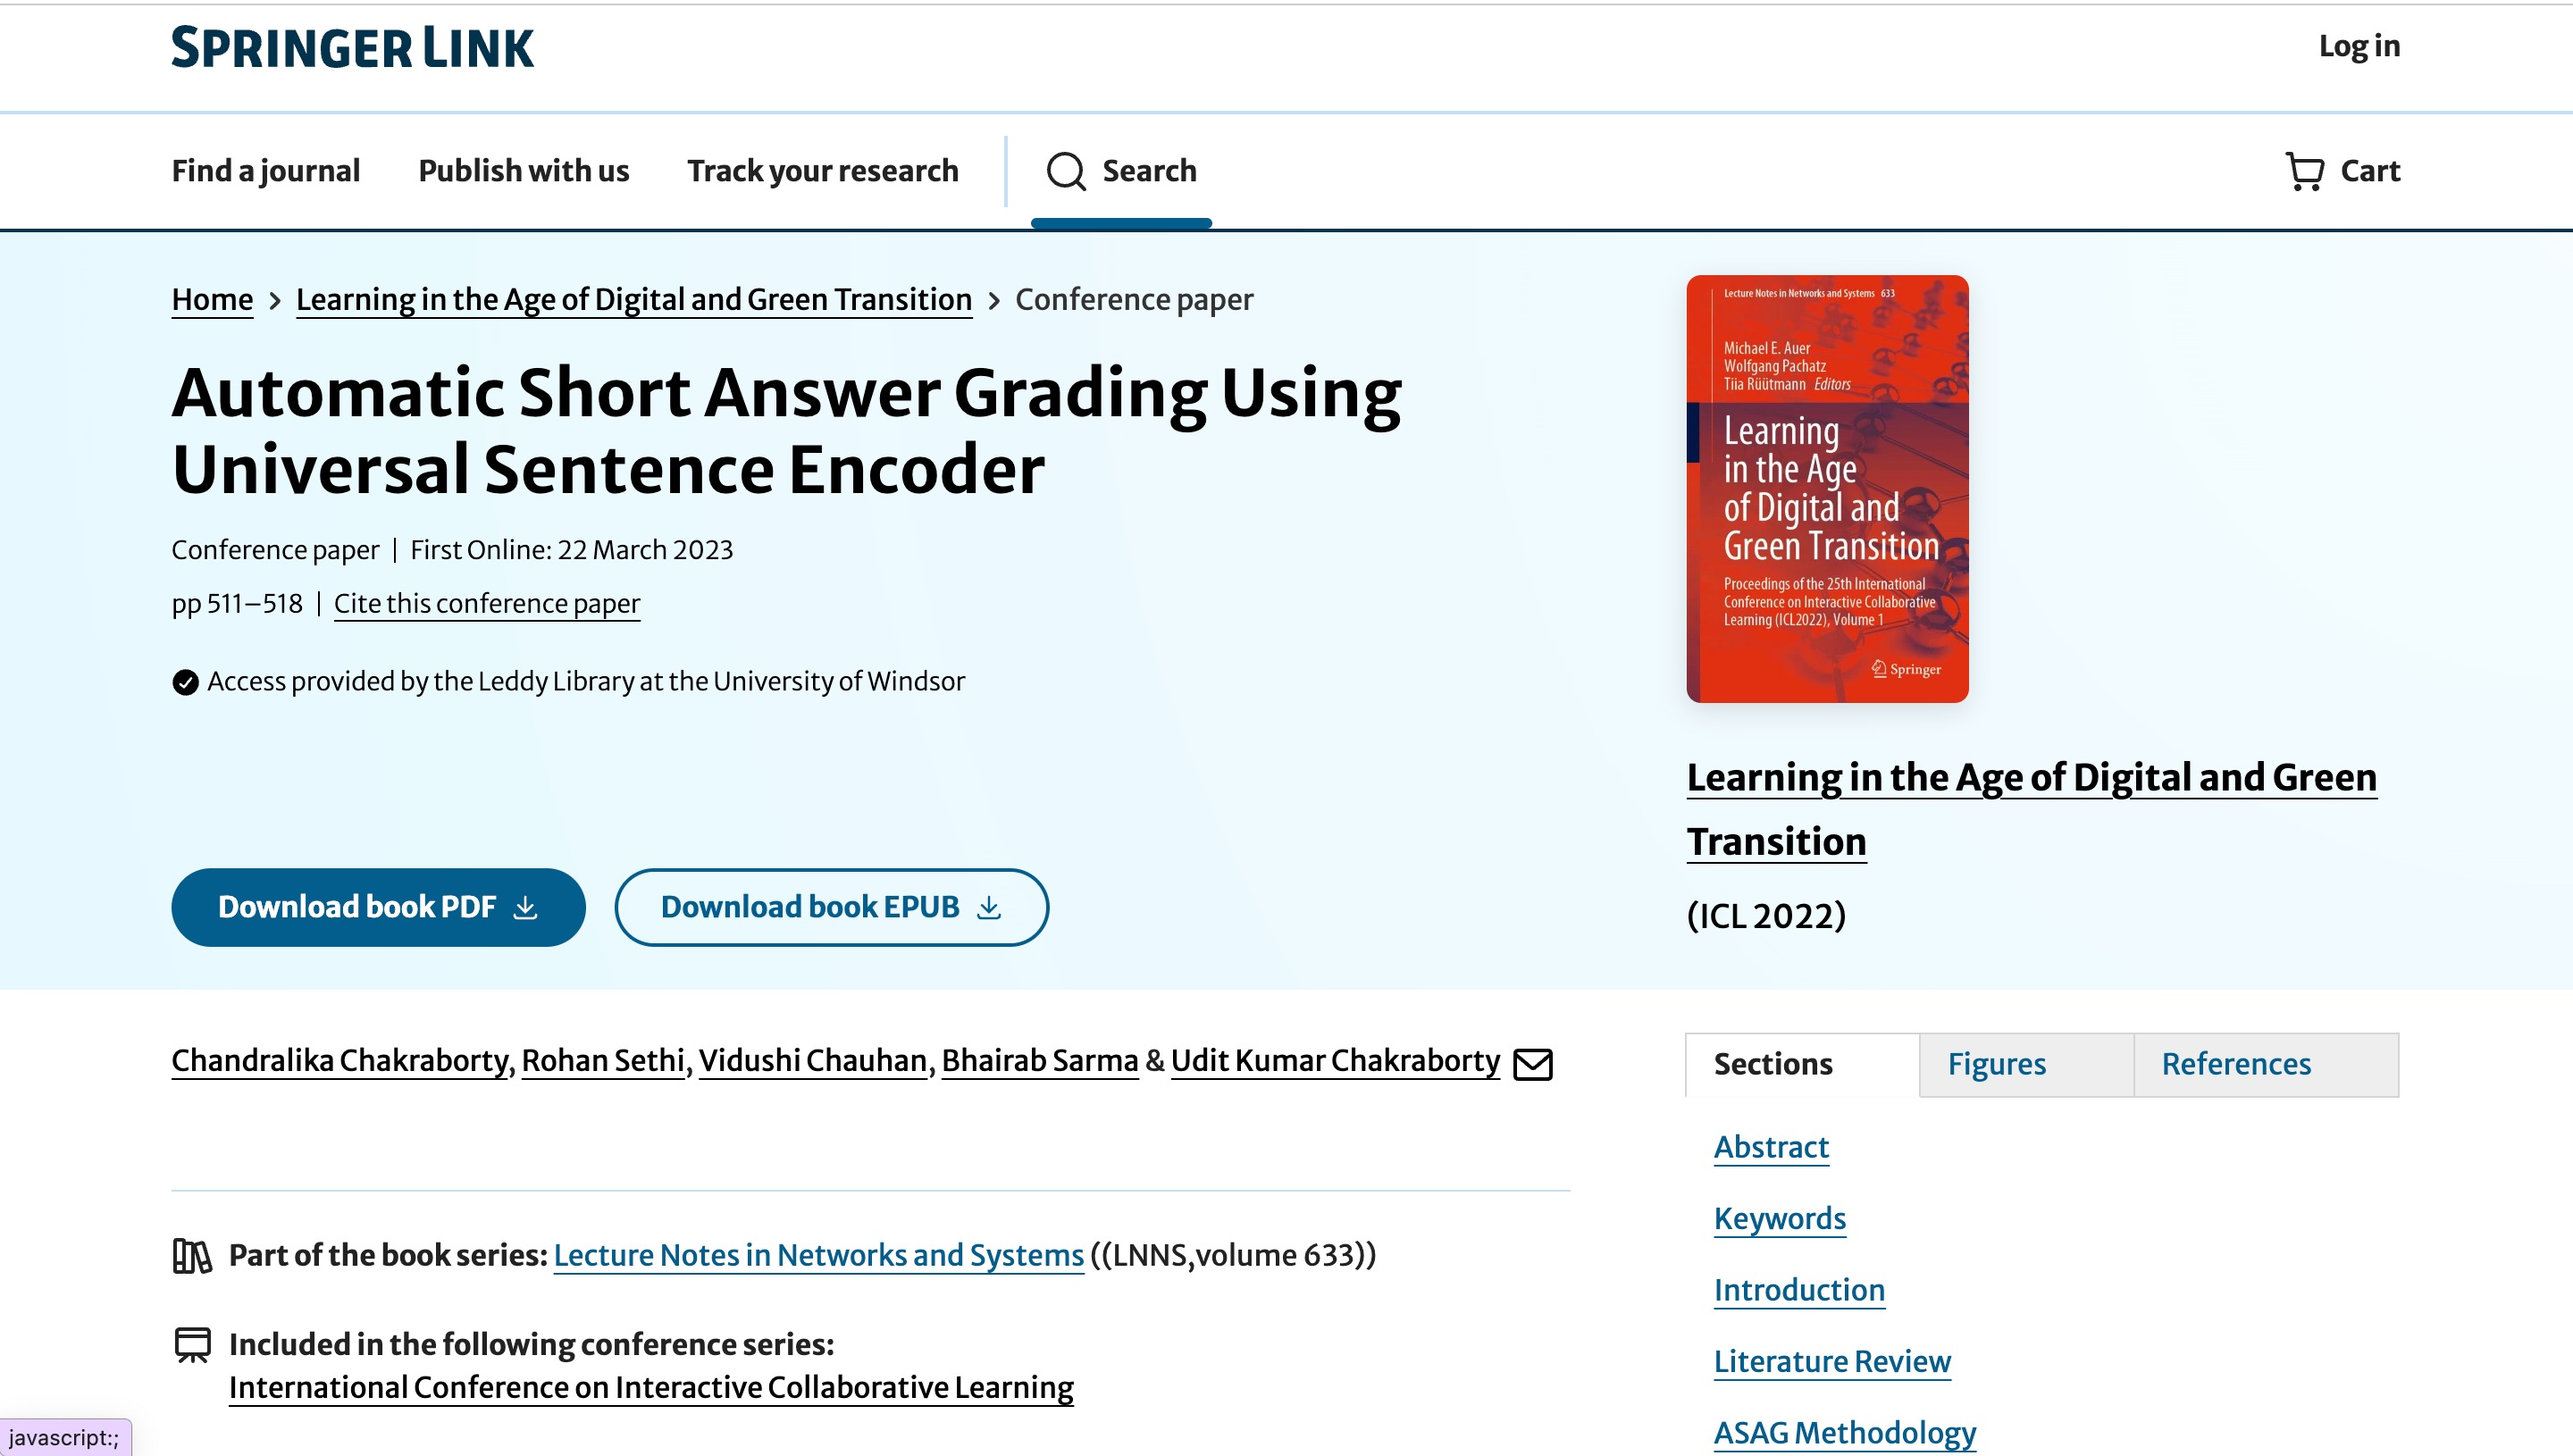 SPRINGER LINK
Log in
Find a journal
Publish with us
Track your research
Search
Cart
Home > Learning in the Age of Digital and Green Transition > Conference paper
Automatic Short Answer Grading Using
Universal Sentence Encoder
Conference paper | First Online: 22 March 2023
pp 511–518 | Cite this conference paper
Access provided by the Leddy Library at the University of Windsor
Download book PDF
Download book EPUB
Lecture Notes in Networks and Systems 633
Michael E. Auer
Wolfgang Pachatz
Tiia Rüütmann Editors
Learning
in the Age
of Digital and
Green Transition
Proceedings of the 25th International
Conference on Interactive Collaborative
Learning (ICL2022), Volume 1
Springer
Learning in the Age of Digital and Green
Transition
(ICL 2022)
Chandralika Chakraborty, Rohan Sethi, Vidushi Chauhan, Bhairab Sarma & Udit Kumar Chakraborty
Part of the book series: Lecture Notes in Networks and Systems ((LNNS,volume 633))
Included in the following conference series:
International Conference on Interactive Collaborative Learning
Sections
Figures
References
Abstract
Keywords
Introduction
Literature Review
ASAG Methodology
javascript:;